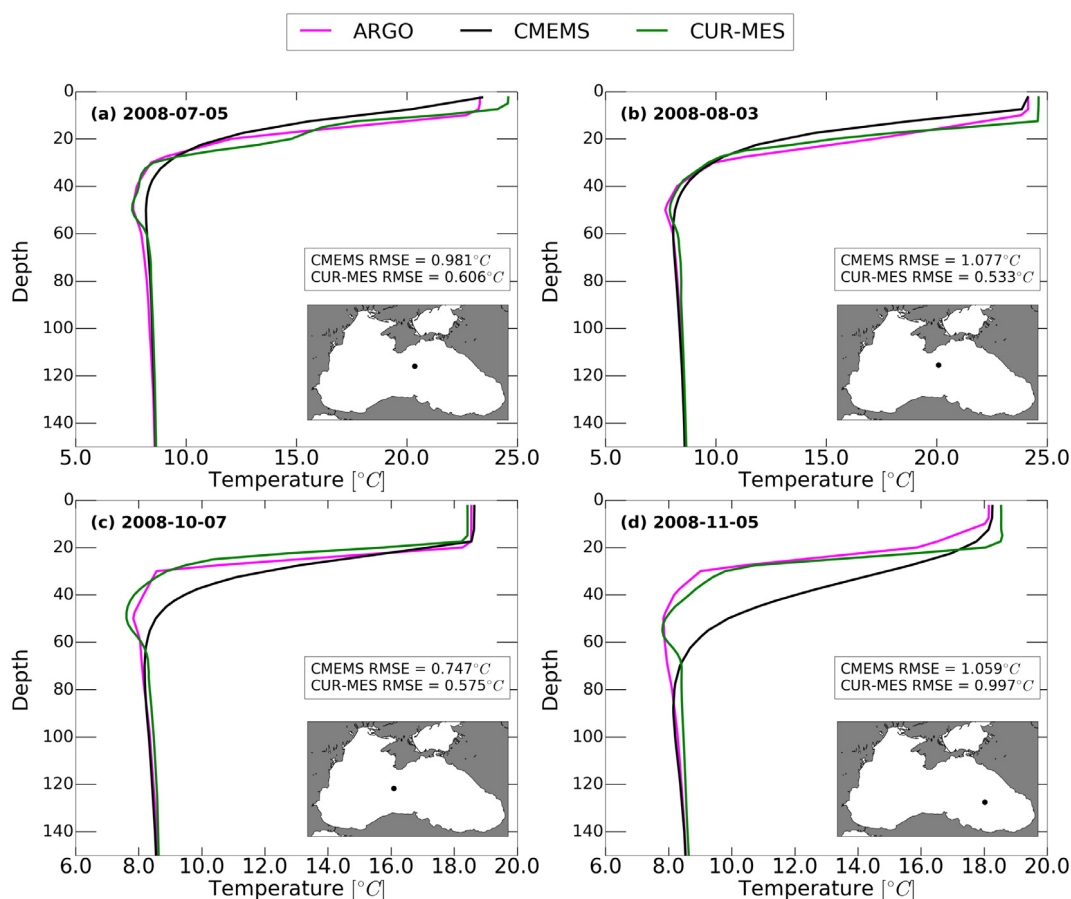 ARGO CMEMS CUR-MES
(a) 2008-07-05
0
20
40
60
80
100
120
140
Depth
CMEMS RMSE = 0.981°C
CUR-MES RMSE = 0.606°C
5.0 10.0 15.0 20.0 25.0
Temperature [°C]
(b) 2008-08-03
0
20
40
60
80
100
120
140
Depth
CMEMS RMSE = 1.077°C
CUR-MES RMSE = 0.533°C
5.0 10.0 15.0 20.0 25.0
Temperature [°C]
(c) 2008-10-07
0
20
40
60
80
100
120
140
Depth
CMEMS RMSE = 0.747°C
CUR-MES RMSE = 0.575°C
6.0 8.0 10.0 12.0 14.0 16.0 18.0 20.0
Temperature [°C]
(d) 2008-11-05
0
20
40
60
80
100
120
140
Depth
CMEMS RMSE = 1.059°C
CUR-MES RMSE = 0.997°C
6.0 8.0 10.0 12.0 14.0 16.0 18.0 20.0
Temperature [°C]